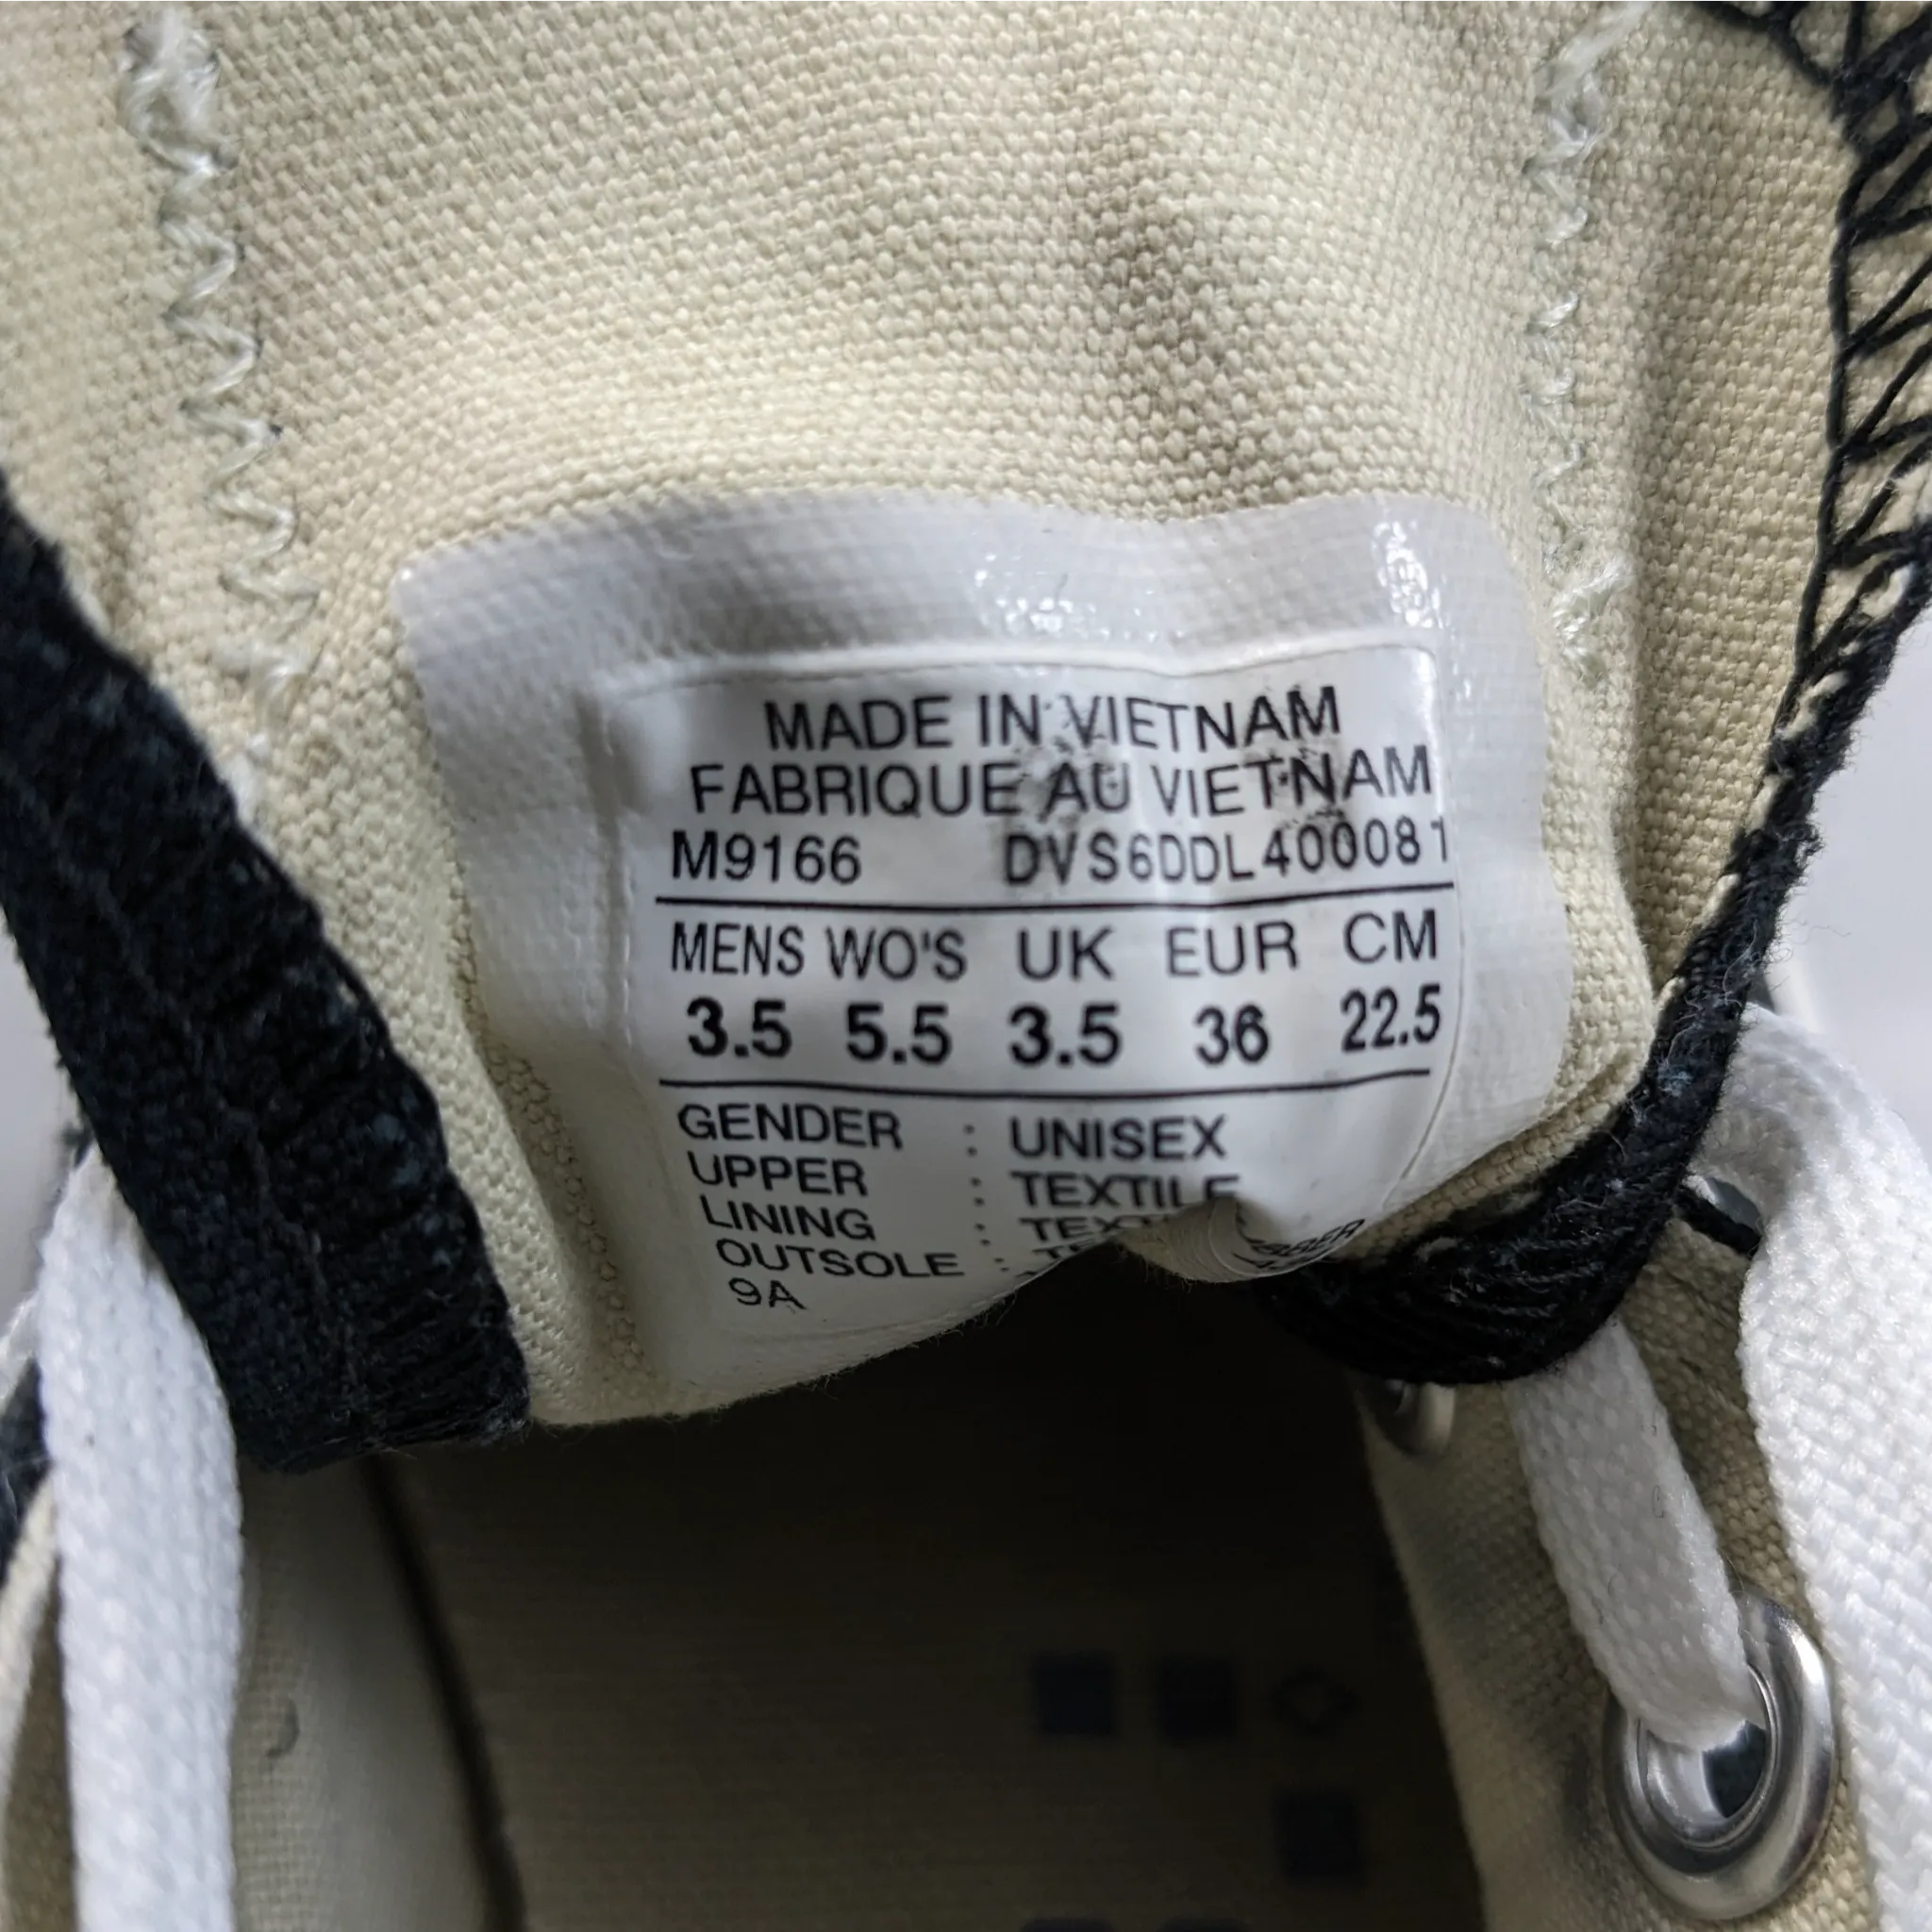 MADE IN VIETNAM
FABRIQUE AU VIETNAM
M9166 DVS6DDL400081
MENS WO'S UK EUR CM
3.5 5.5 3.5 36 22.5
GENDER : UNISEX
UPPER : TEXTILE
LINING :
OUTSOLE :
9A